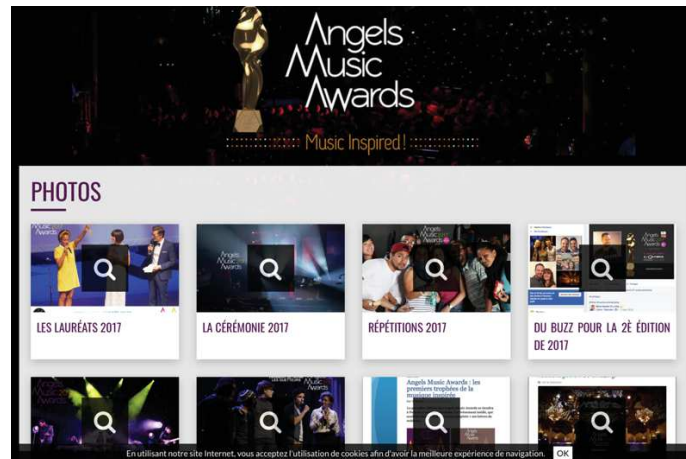 Angels
Music
Awards
Music Inspired !
PHOTOS
LES LAURÉATS 2017
LA CÉRÉMONIE 2017
RÉPÉTITIONS 2017
DU BUZZ POUR LA 2È ÉDITION
DE 2017
Angels Music Awards : les
premiers trophées de la
musique inspirée
En utilisant notre site Internet, vous acceptez l'utilisation de cookies afin d'avoir la meilleure expérience de navigation. OK